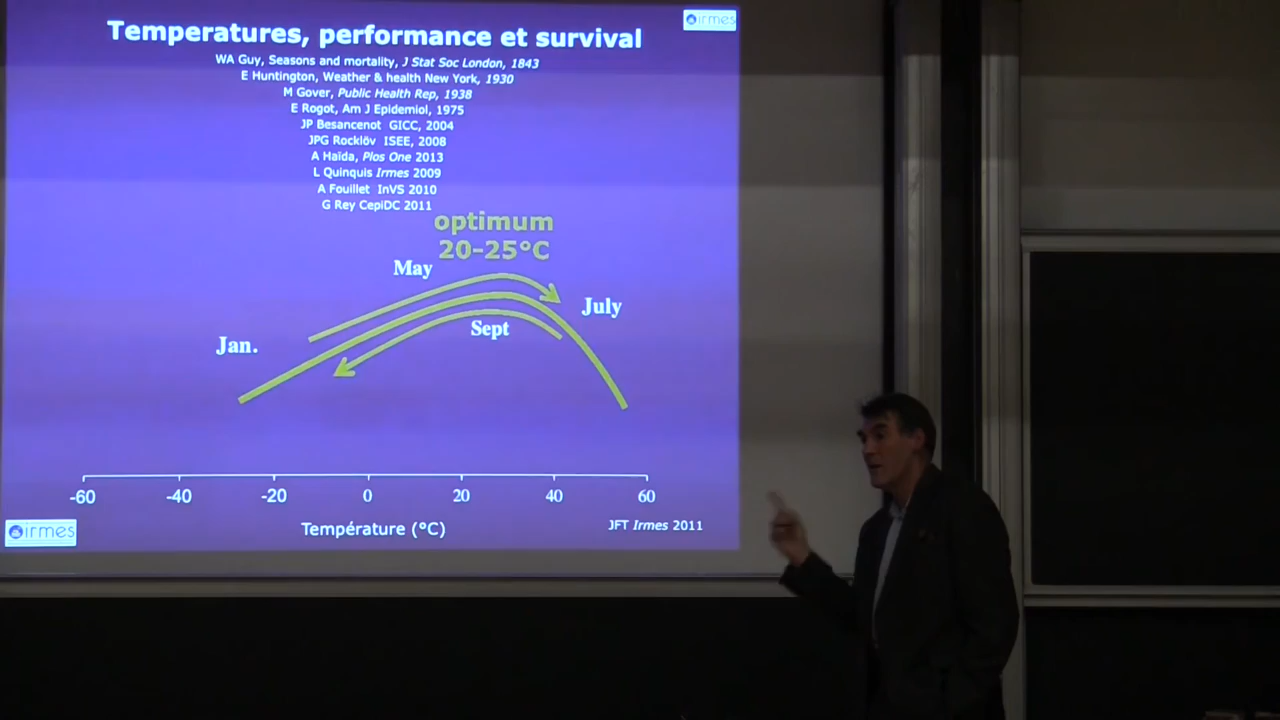 irmes
Temperatures, performance et survival
WA Guy, Seasons and mortality, J Stat Soc London, 1843
E Huntington, Weather & health New York, 1930
M Gover, Public Health Rep, 1938
E Rogot, Am J Epidemiol, 1975
JP Besancenot GICC, 2004
JPG Rocklöv ISEE, 2008
A Haïda, Plos One 2013
L Quinquis Irmes 2009
A Fouillet InVS 2010
G Rey CepiDC 2011
optimum
20-25°C
May
July
Sept
Jan.
-60 -40 -20 0 20 40 60
Température (°C)
JFT Irmes 2011
irmes